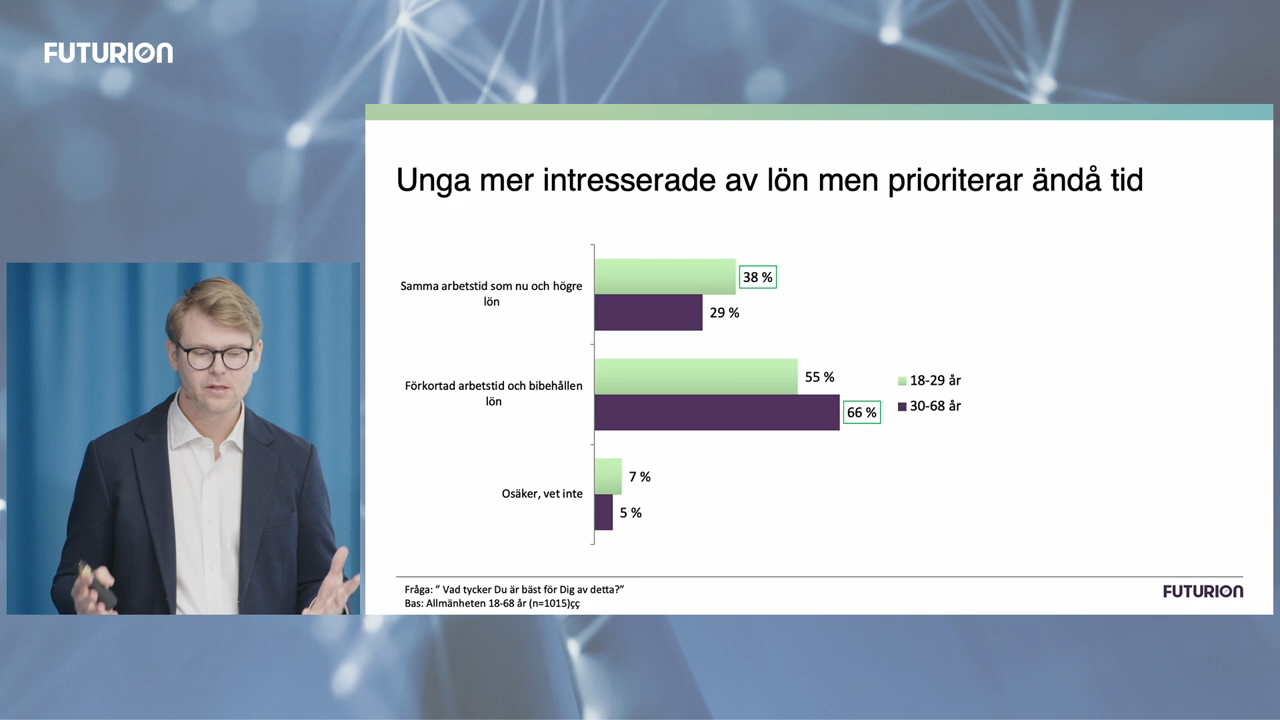 FUTURION
Unga mer intresserade av lön men prioriterar ändå tid
Samma arbetstid som nu och högre
lön
38 %
29 %
Förkortad arbetstid och bibehållen
lön
55 %
66 %
Osäker, vet inte
7 %
5 %
18-29 år
30-68 år
Fråga: ” Vad tycker Du är bäst för Dig av detta?”
Bas: Allmänheten 18-68 år (n=1015)çç
FUTURION